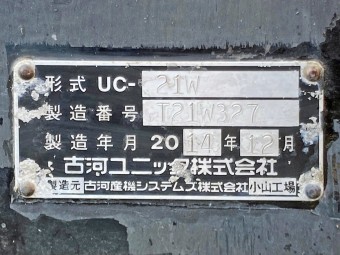 形式 UC- 21W
製造番号 T21W327
製造年月 2014年12月
古河ユニック株式会社
製造元 古河産機システムズ株式会社 小山工場